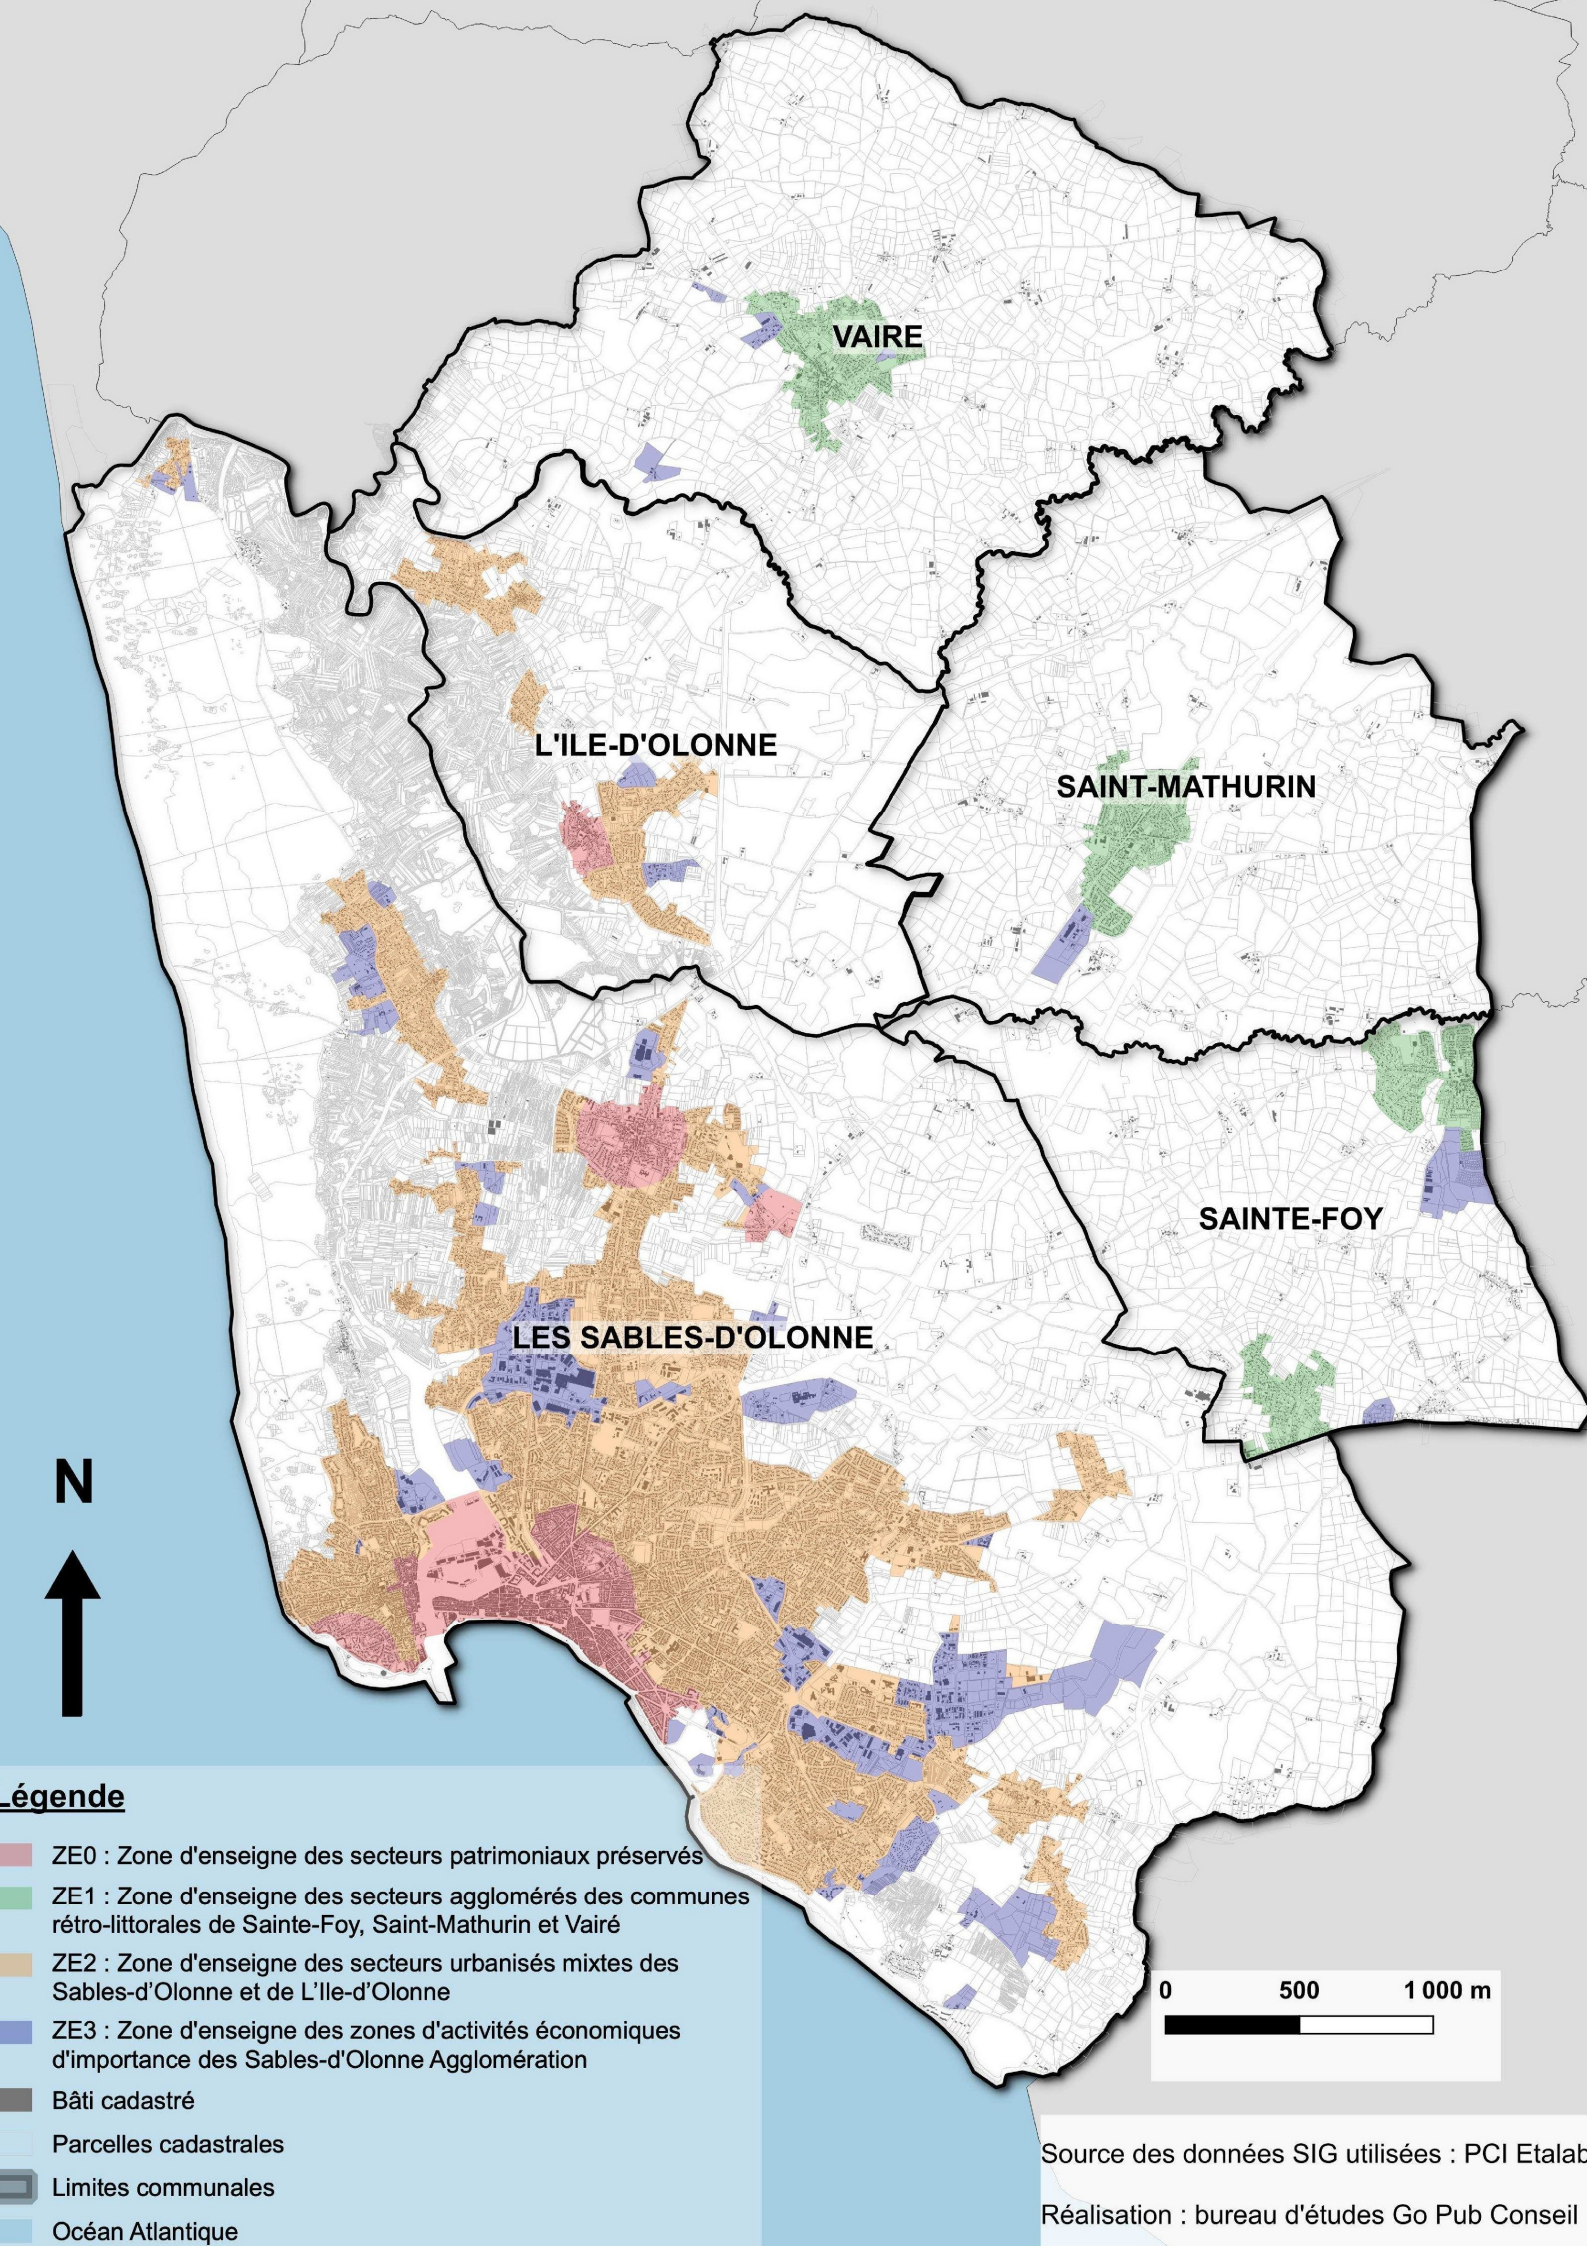 VAIRE
L'ILE-D'OLONNE
SAINT-MATHURIN
SAINTE-FOY
LES SABLES-D'OLONNE
N
Légende
ZE0 : Zone d'enseigne des secteurs patrimoniaux préservés
ZE1 : Zone d'enseigne des secteurs agglomérés des communes
rétro-littorales de Sainte-Foy, Saint-Mathurin et Vairé
ZE2 : Zone d'enseigne des secteurs urbanisés mixtes des
Sables-d'Olonne et de L'Ile-d'Olonne
ZE3 : Zone d'enseigne des zones d'activités économiques
d'importance des Sables-d'Olonne Agglomération
Bâti cadastré
Parcelles cadastrales
Limites communales
Océan Atlantique
0 500 1 000 m
Source des données SIG utilisées : PCI Etalab
Réalisation : bureau d'études Go Pub Conseil